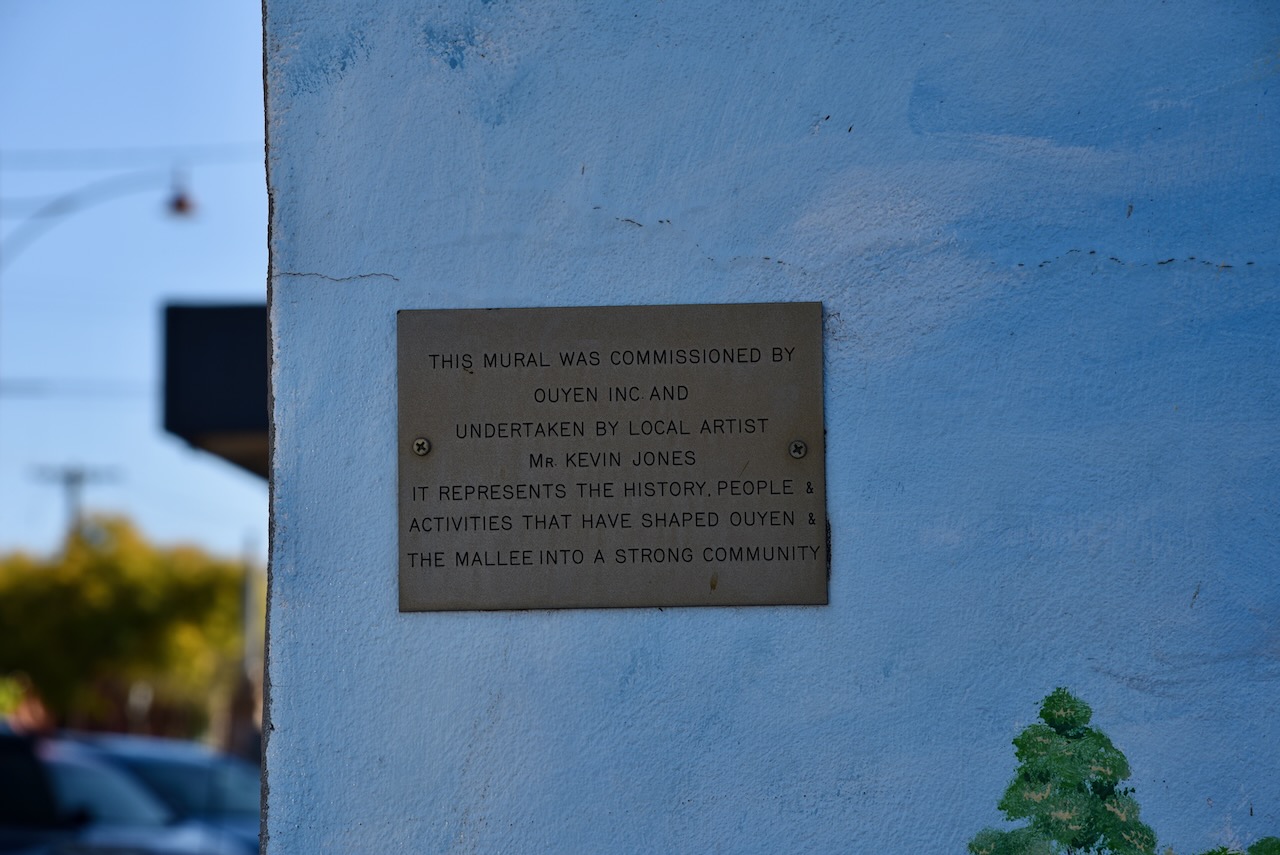 THIS MURAL WAS COMMISSIONED BY
OUYEN INC. AND
UNDERTAKEN BY LOCAL ARTIST
MR. KEVIN JONES
IT REPRESENTS THE HISTORY, PEOPLE &
ACTIVITIES THAT HAVE SHAPED OUYEN &
THE MALLEE INTO A STRONG COMMUNITY